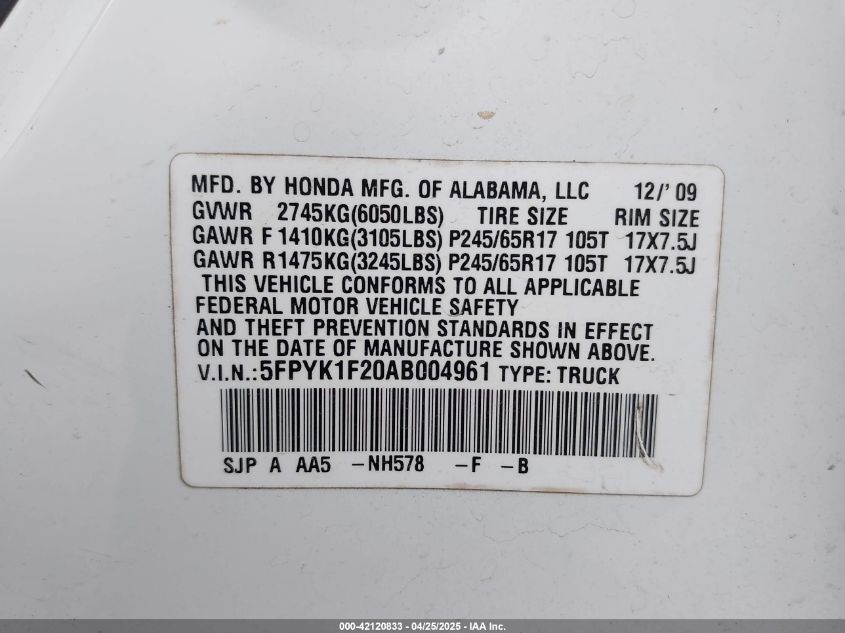 MFD. BY HONDA MFG. OF ALABAMA, LLC 12/'09
GVWR 2745KG(6050LBS) TIRE SIZE RIM SIZE
GAWR F 1410KG(3105LBS) P245/65R17 105T 17X7.5J
GAWR R1475KG(3245LBS) P245/65R17 105T 17X7.5J
THIS VEHICLE CONFORMS TO ALL APPLICABLE
FEDERAL MOTOR VEHICLE SAFETY
AND THEFT PREVENTION STANDARDS IN EFFECT
ON THE DATE OF MANUFACTURE SHOWN ABOVE.
V.I.N.:5FPYK1F20AB004961 TYPE: TRUCK
SJP A AA5 -NH578 -F -B
000-42120833 - 04/25/2025 - IAA Inc.